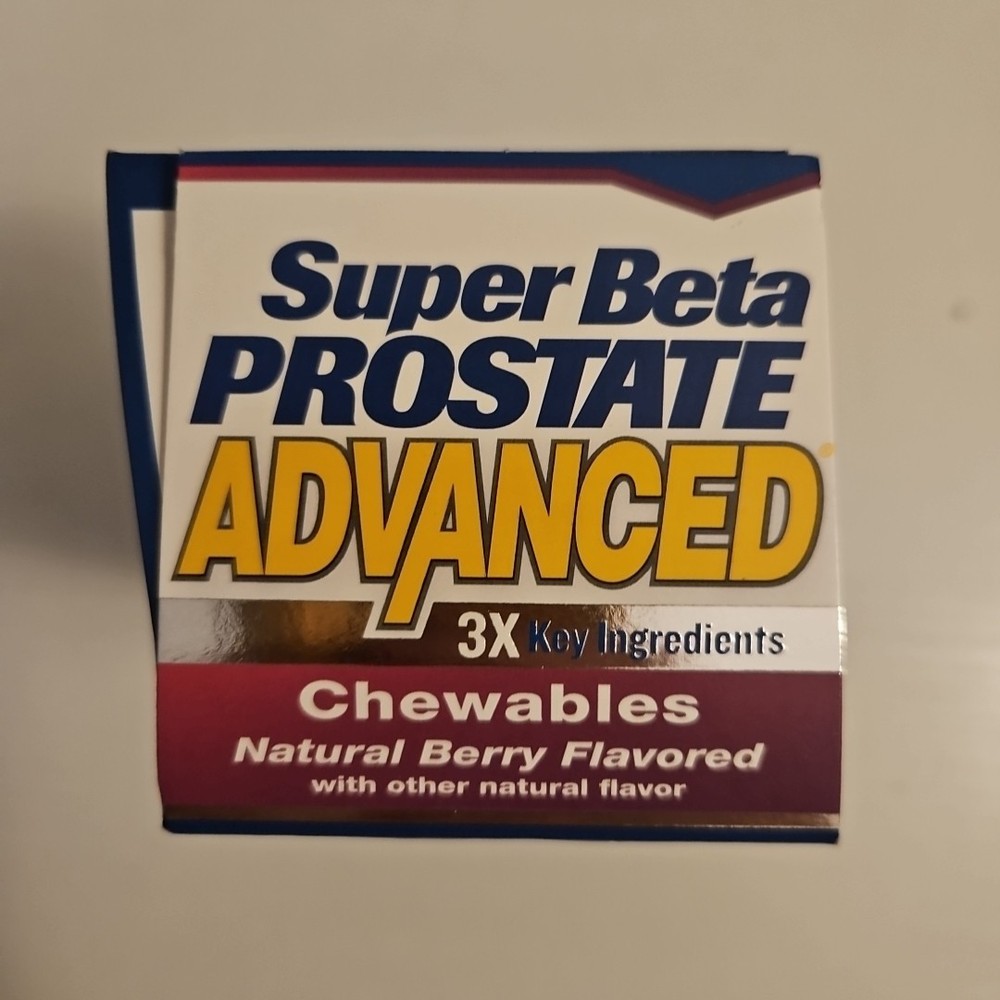 Super Beta
PROSTATE
ADVANCED
3X Key Ingredients
Chewables
Natural Berry Flavored
with other natural flavor